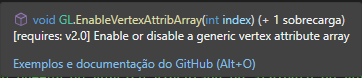 void GL.EnableVertexAttribArray(int index) (+ 1 sobrecarga)
[requires: v2.0] Enable or disable a generic vertex attribute array
Exemplos e documentação do GitHub (Alt+O)